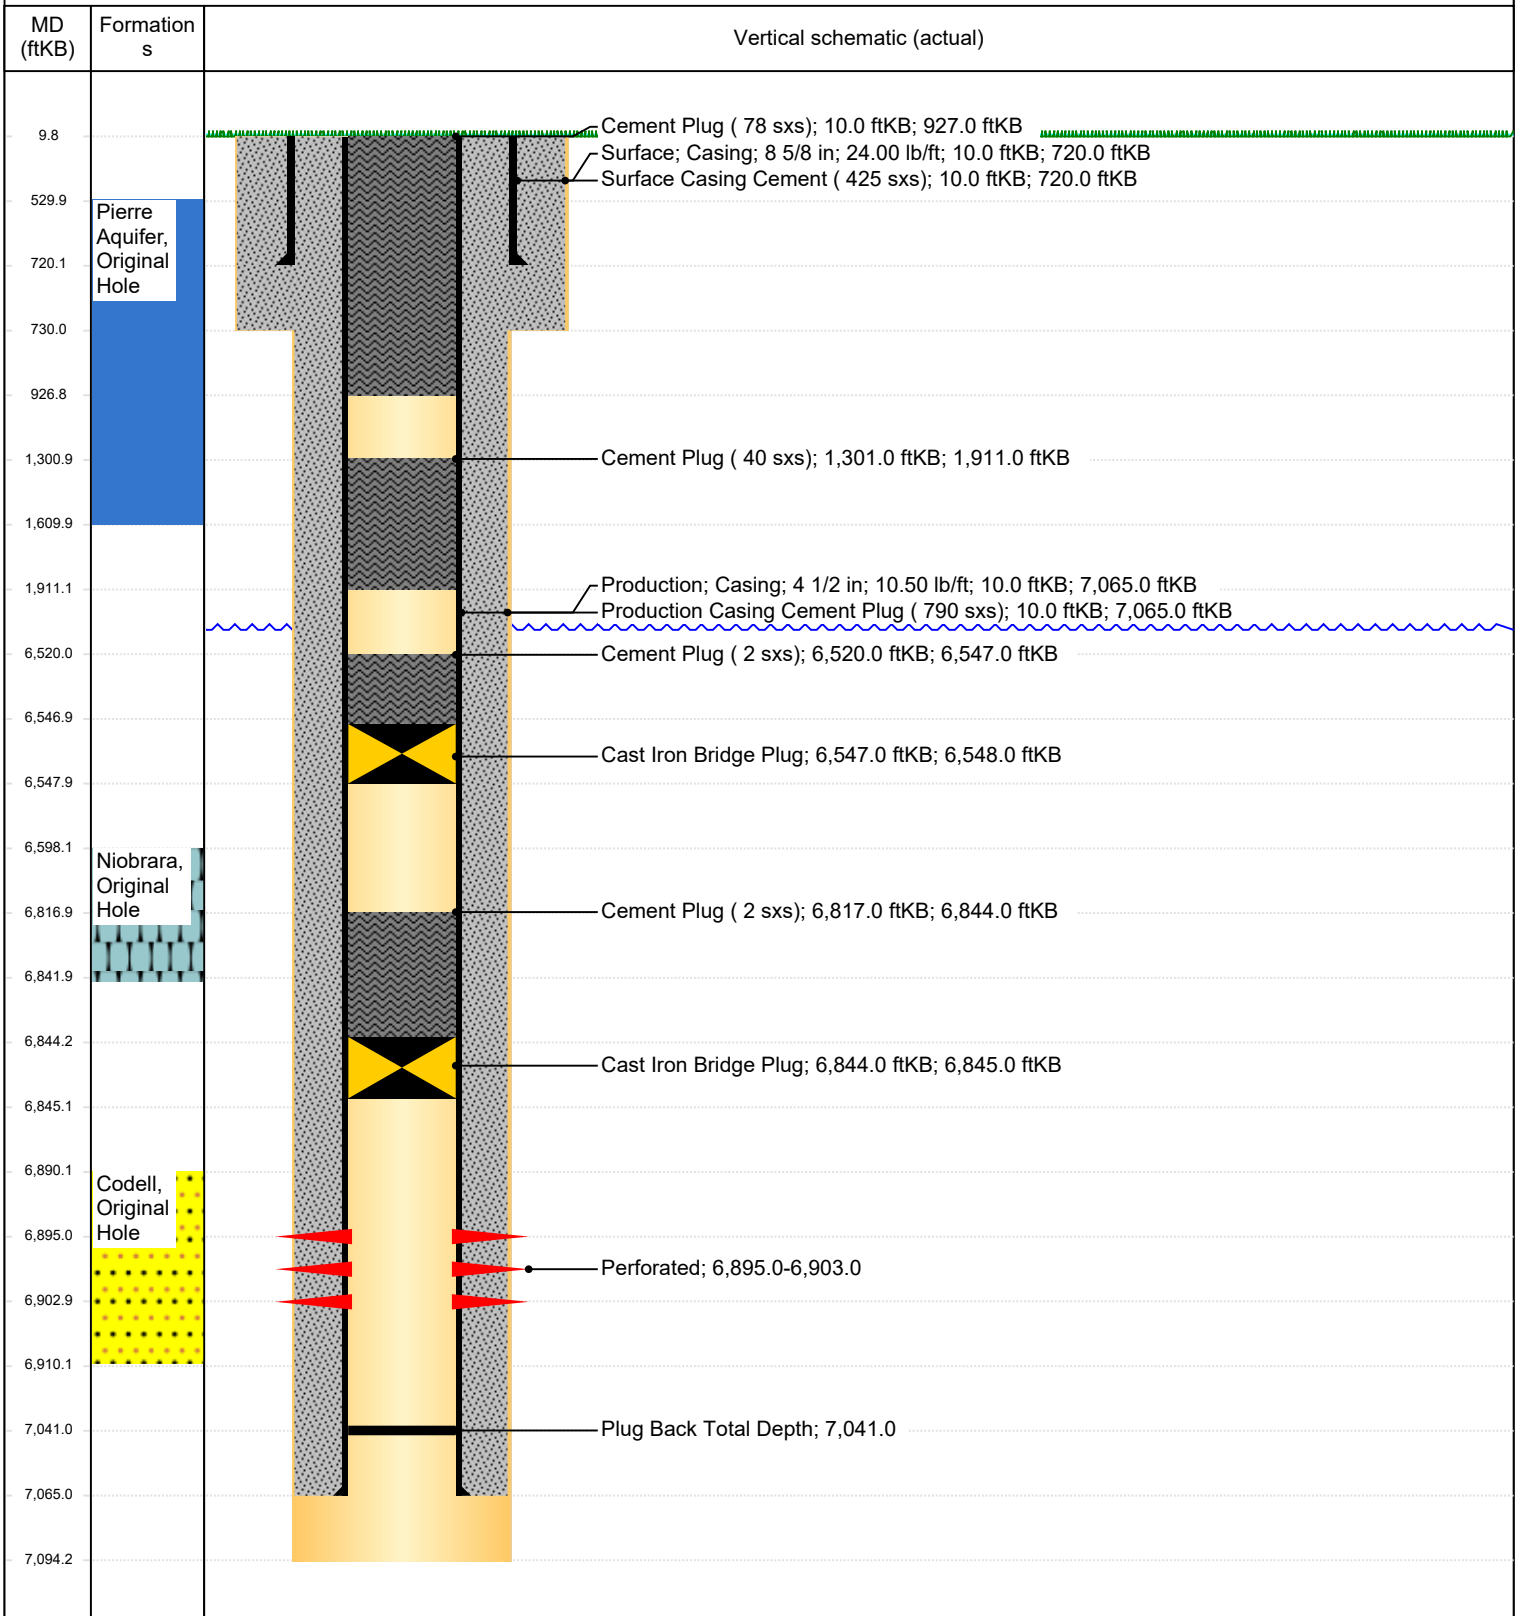 MD
(ftKB)
Formation
s
Vertical schematic (actual)
9.8
Cement Plug ( 78 sxs); 10.0 ftKB; 927.0 ftKB
Surface; Casing; 8 5/8 in; 24.00 lb/ft; 10.0 ftKB; 720.0 ftKB
Surface Casing Cement ( 425 sxs); 10.0 ftKB; 720.0 ftKB
529.9
Pierre
Aquifer,
Original
Hole
720.1
730.0
926.8
1,300.9
Cement Plug ( 40 sxs); 1,301.0 ftKB; 1,911.0 ftKB
1,609.9
1,911.1
Production; Casing; 4 1/2 in; 10.50 lb/ft; 10.0 ftKB; 7,065.0 ftKB
Production Casing Cement Plug ( 790 sxs); 10.0 ftKB; 7,065.0 ftKB
6,520.0
Cement Plug ( 2 sxs); 6,520.0 ftKB; 6,547.0 ftKB
6,546.9
Cast Iron Bridge Plug; 6,547.0 ftKB; 6,548.0 ftKB
6,547.9
6,598.1
Niobrara,
Original
Hole
6,816.9
Cement Plug ( 2 sxs); 6,817.0 ftKB; 6,844.0 ftKB
6,841.9
6,844.2
Cast Iron Bridge Plug; 6,844.0 ftKB; 6,845.0 ftKB
6,845.1
6,890.1
Codell,
Original
Hole
6,895.0
Perforated; 6,895.0-6,903.0
6,902.9
6,910.1
7,041.0
Plug Back Total Depth; 7,041.0
7,065.0
7,094.2